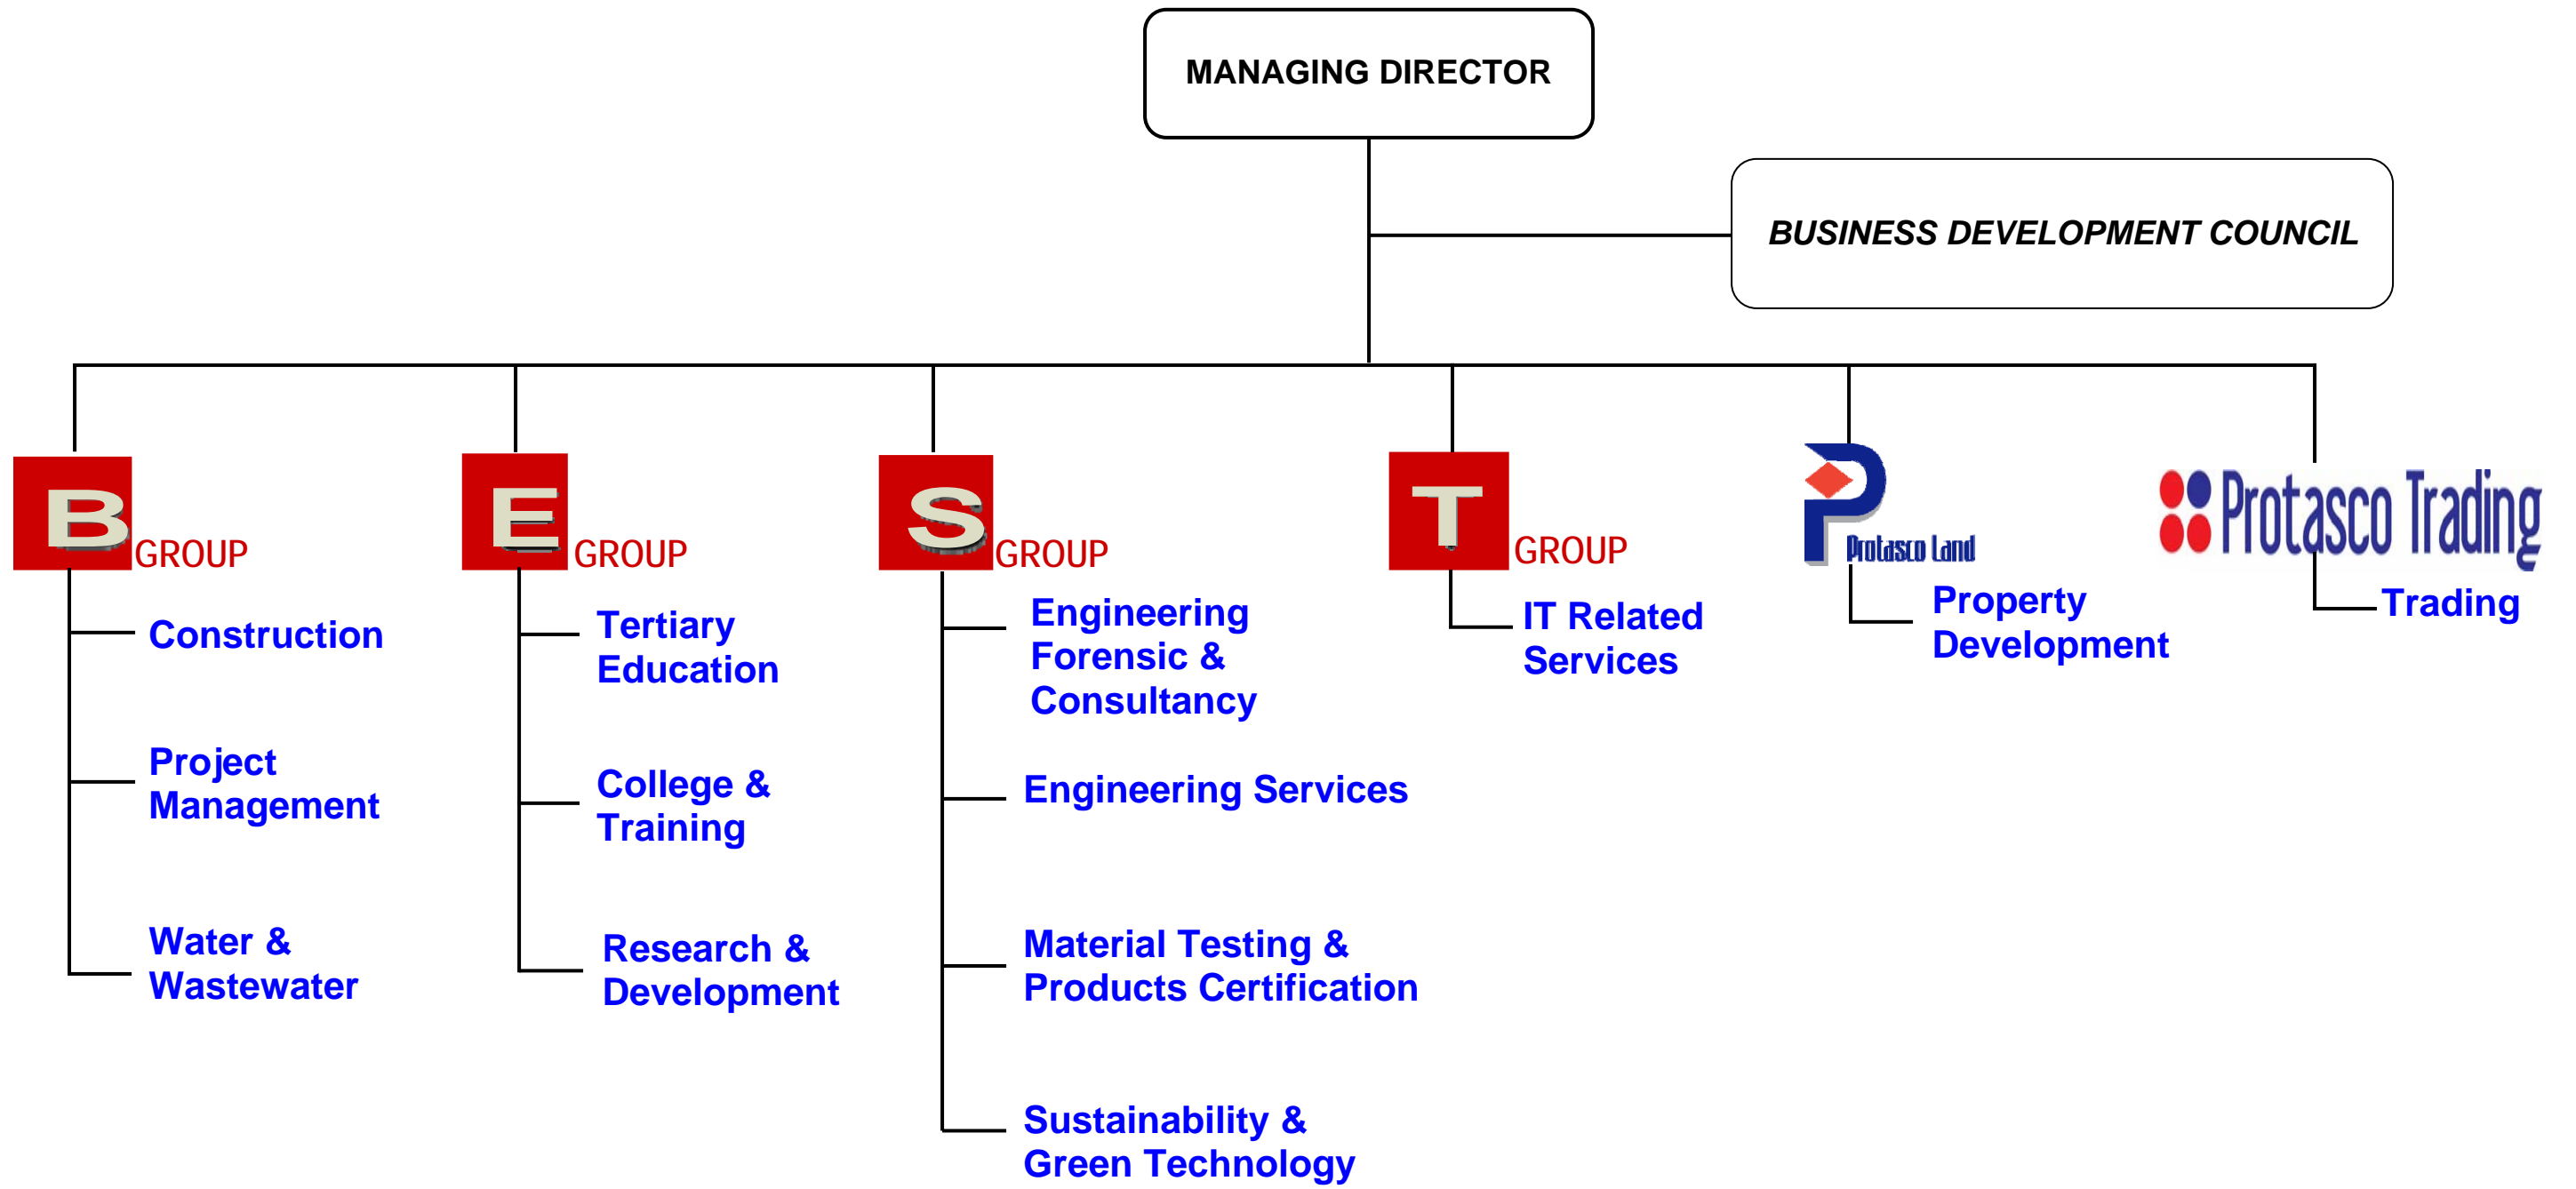 MANAGING DIRECTOR
BUSINESS DEVELOPMENT COUNCIL
B GROUP
Construction
Project
Management
Water &
Wastewater
E GROUP
Tertiary
Education
College &
Training
Research &
Development
S GROUP
Engineering
Forensic &
Consultancy
Engineering Services
Material Testing &
Products Certification
Sustainability &
Green Technology
T GROUP
IT Related
Services
P
Protasco Land
Property
Development
Protasco Trading
Trading